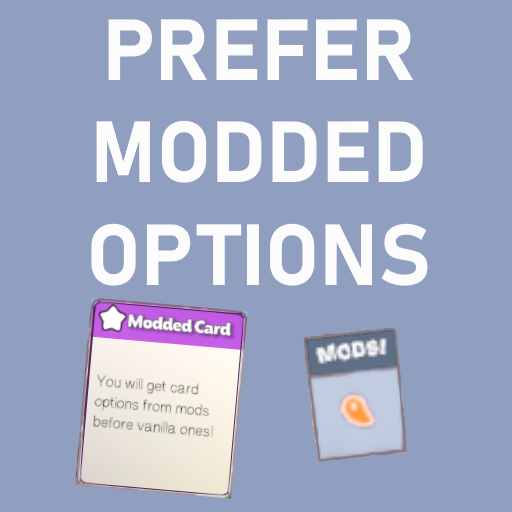 PREFER
MODDED
OPTIONS
Modded Card
You will get card
options from mods
before vanilla ones!
MODS!